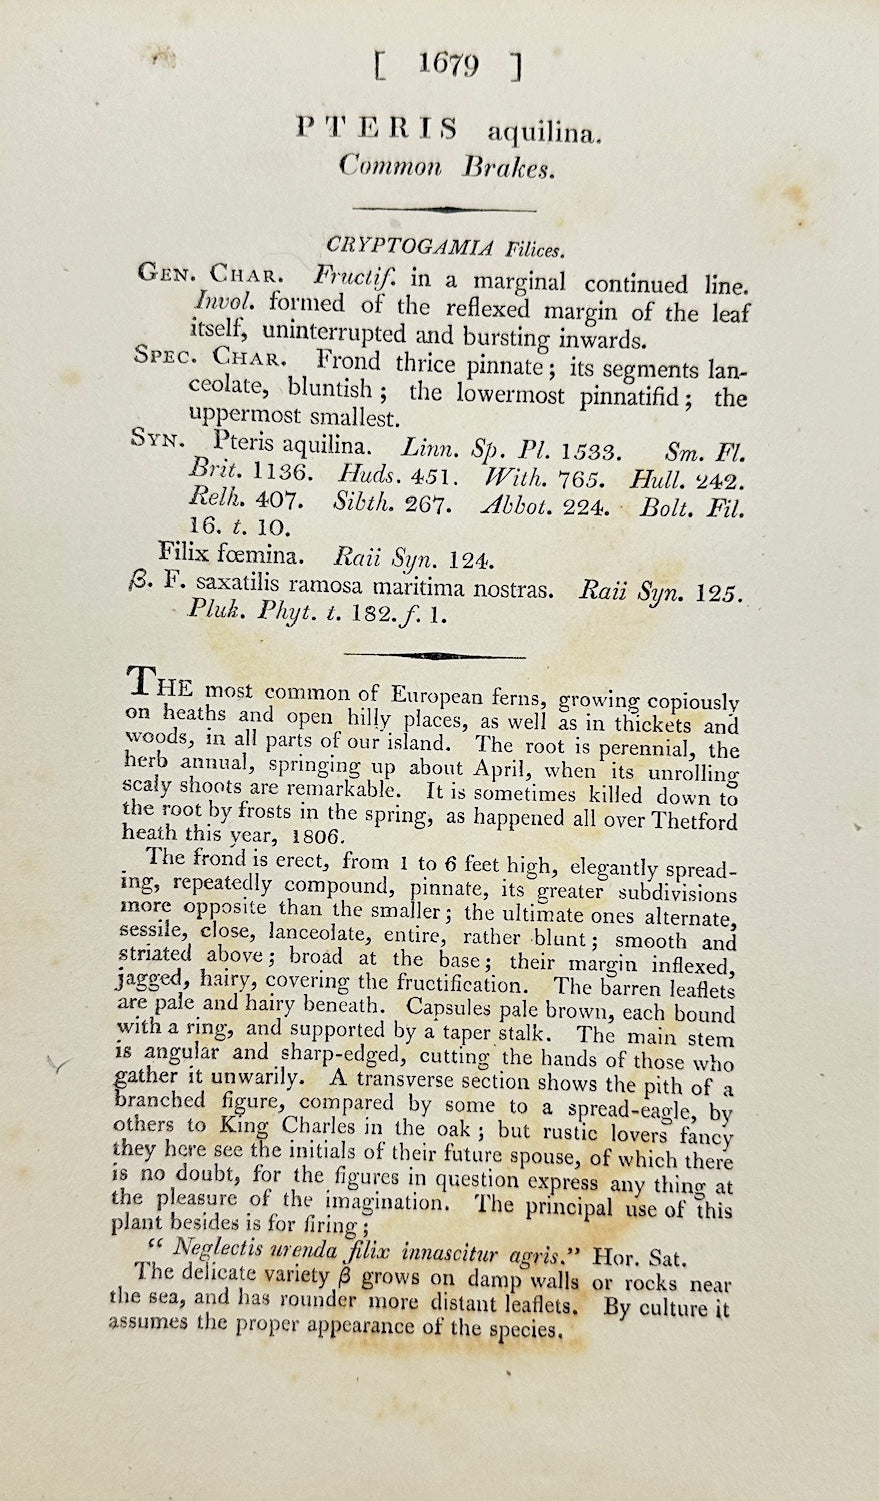 [ 1679 ]
PTERIS aquilina.
Common Brakes.
CRYPTOGAMIA Filices.
GEN. CHAR. Fructif. in a marginal continued line.
Invol. formed of the reflexed margin of the leaf
itself, uninterrupted and bursting inwards.
SPEC. CHAR. Frond thrice pinnate; its segments lan-
ceolate, bluntish; the lowermost pinnatifid; the
uppermost smallest.
SYN. Pteris aquilina. Linn. Sp. Pl. 1533. Sm. Fl.
Brit. 1136. Huds. 451. With. 765. Hull. 242.
Relh. 407. Sibth. 267. Abbot. 224. Bolt. Fil.
16. t. 10.
Filix fœmina. Raii Syn. 124.
β. F. saxatilis ramosa maritima nostras. Raii Syn. 125.
Pluk. Phyt. t. 182. f. 1.
THE most common of European ferns, growing copiously
on heaths and open hilly places, as well as in thickets and
woods, in all parts of our island. The root is perennial, the
herb annual, springing up about April, when its unrolling
scaly shoots are remarkable. It is sometimes killed down to
the root by frosts in the spring, as happened all over Thetford
heath this year, 1806.
The frond is erect, from 1 to 6 feet high, elegantly spread-
ing, repeatedly compound, pinnate, its greater subdivisions
more opposite than the smaller; the ultimate ones alternate,
sessile, close, lanceolate, entire, rather blunt; smooth and
striated above; broad at the base; their margin inflexed,
jagged, hairy, covering the fructification. The barren leaflets
are pale and hairy beneath. Capsules pale brown, each bound
with a ring, and supported by a taper stalk. The main stem
is angular and sharp-edged, cutting the hands of those who
gather it unwarily. A transverse section shows the pith of a
branched figure, compared by some to a spread-eagle, by
others to King Charles in the oak; but rustic lovers fancy
they here see the initials of their future spouse, of which there
is no doubt, for the figures in question express any thing at
the pleasure of the imagination. The principal use of this
plant besides is for firing;
“ Neglectis urenda filix innascitur agris.” Hor. Sat.
The delicate variety β grows on damp walls or rocks near
the sea, and has rounder more distant leaflets. By culture it
assumes the proper appearance of the species.